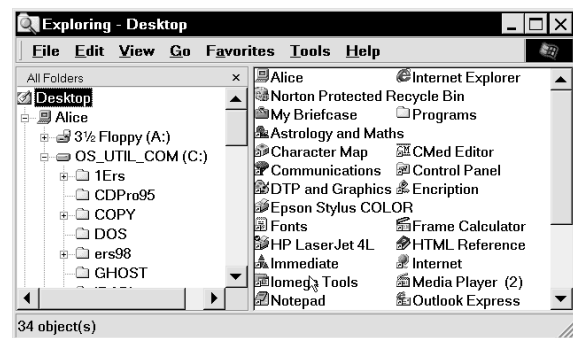 Exploring - Desktop
File Edit View Go Favorites Tools Help
All Folders ×
Desktop
Alice
3½ Floppy (A:)
OS_UTIL_COM (C:)
1Ers
CDPro95
COPY
DOS
ers98
GHOST
Alice Internet Explorer
Norton Protected Recycle Bin
My Briefcase Programs
Astrology and Maths
Character Map CMed Editor
Communications Control Panel
DTP and Graphics Encription
Epson Stylus COLOR
Fonts Frame Calculator
HP LaserJet 4L HTML Reference
Immediate Internet
Iomega Tools Media Player (2)
Notepad Outlook Express
34 object(s)